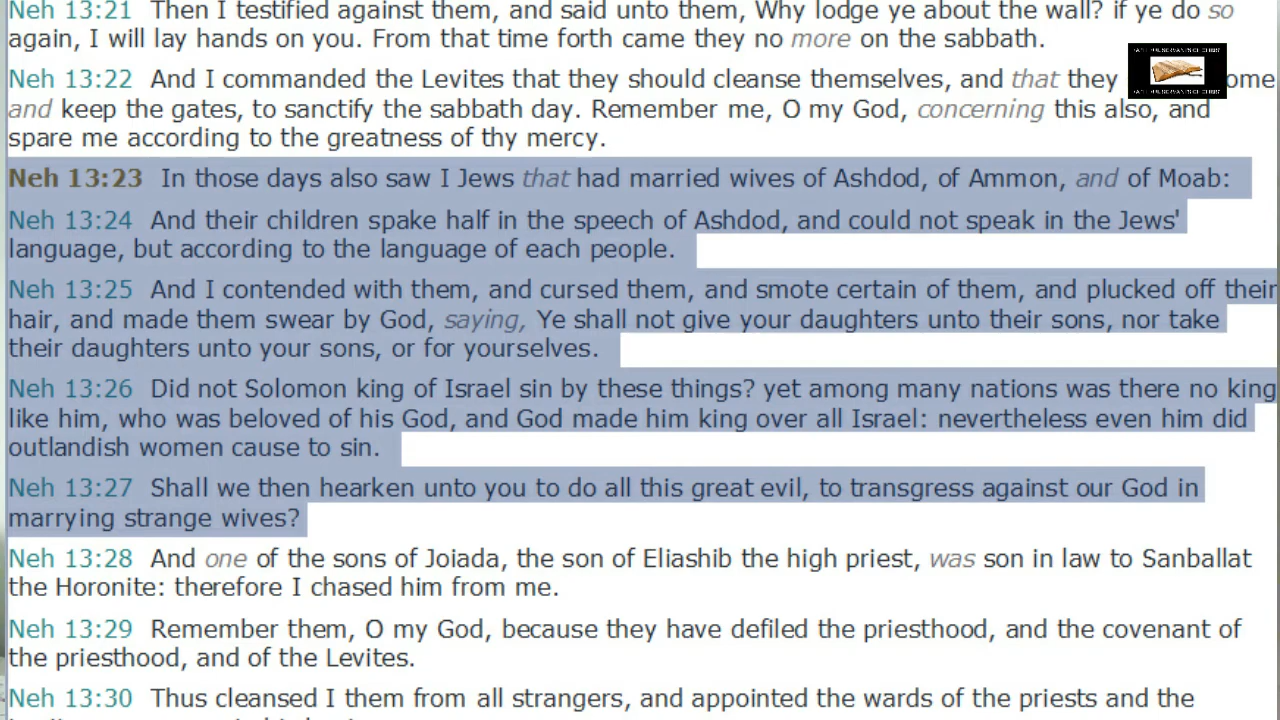 Neh 13:21 Then I testified against them, and said unto them, Why lodge ye about the wall? if ye do so
again, I will lay hands on you. From that time forth came they no more on the sabbath.
Neh 13:22 And I commanded the Levites that they should cleanse themselves, and that they ome
and keep the gates, to sanctify the sabbath day. Remember me, O my God, concerning this also, and
spare me according to the greatness of thy mercy.
Neh 13:23 In those days also saw I Jews that had married wives of Ashdod, of Ammon, and of Moab:
Neh 13:24 And their children spake half in the speech of Ashdod, and could not speak in the Jews'
language, but according to the language of each people.
Neh 13:25 And I contended with them, and cursed them, and smote certain of them, and plucked off their
hair, and made them swear by God, saying, Ye shall not give your daughters unto their sons, nor take
their daughters unto your sons, or for yourselves.
Neh 13:26 Did not Solomon king of Israel sin by these things? yet among many nations was there no king
like him, who was beloved of his God, and God made him king over all Israel: nevertheless even him did
outlandish women cause to sin.
Neh 13:27 Shall we then hearken unto you to do all this great evil, to transgress against our God in
marrying strange wives?
Neh 13:28 And one of the sons of Joiada, the son of Eliashib the high priest, was son in law to Sanballat
the Horonite: therefore I chased him from me.
Neh 13:29 Remember them, O my God, because they have defiled the priesthood, and the covenant of
the priesthood, and of the Levites.
Neh 13:30 Thus cleansed I them from all strangers, and appointed the wards of the priests and the